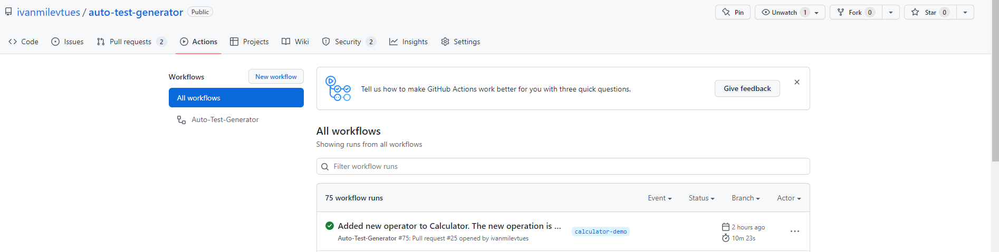 ivanmilevtues / auto-test-generator Public Pin Unwatch 1 Fork 0 Star 0
Code Issues Pull requests 2 Actions Projects Wiki Security 2 Insights Settings
Workflows New workflow
All workflows
Auto-Test-Generator
Tell us how to make GitHub Actions work better for you with three quick questions. Give feedback
All workflows
Showing runs from all workflows
Filter workflow runs
75 workflow runs Event Status Branch Actor
Added new operator to Calculator. The new operation is ... calculator-demo 2 hours ago
Auto-Test-Generator #75: Pull request #25 opened by ivanmilevtues 10m 23s